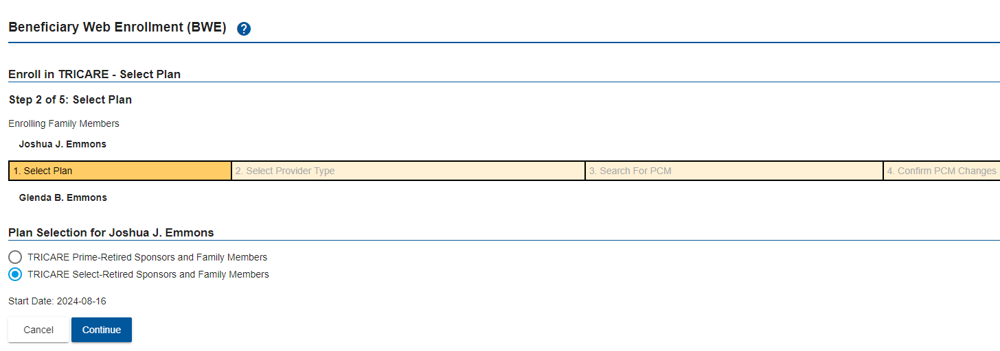 Beneficiary Web Enrollment (BWE) ?
Enroll in TRICARE - Select Plan
Step 2 of 5: Select Plan
Enrolling Family Members
Joshua J. Emmons
1. Select Plan 2. Select Provider Type 3. Search For PCM 4. Confirm PCM Changes
Glenda B. Emmons
Plan Selection for Joshua J. Emmons
TRICARE Prime-Retired Sponsors and Family Members
TRICARE Select-Retired Sponsors and Family Members
Start Date: 2024-08-16
Cancel Continue